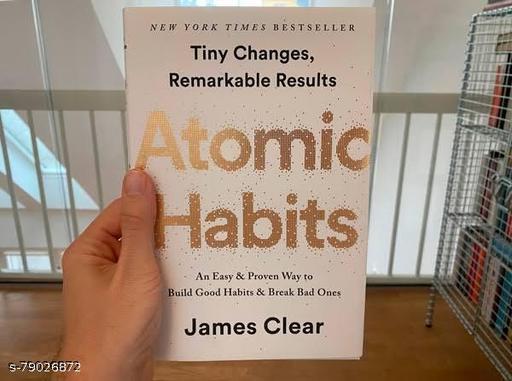 NEW YORK TIMES BESTSELLER
Tiny Changes,
Remarkable Results
Atomic
Habits
An Easy & Proven Way to
Build Good Habits & Break Bad Ones
James Clear
s-79026872